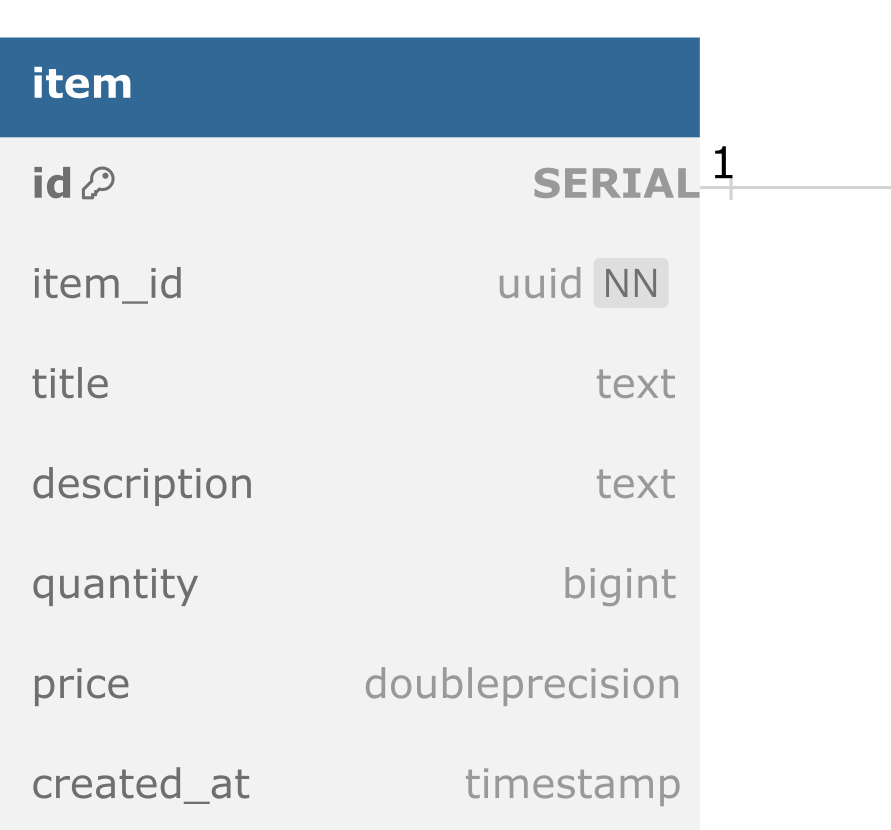 item
id SERIAL 1
item_id uuid NN
title text
description text
quantity bigint
price doubleprecision
created_at timestamp